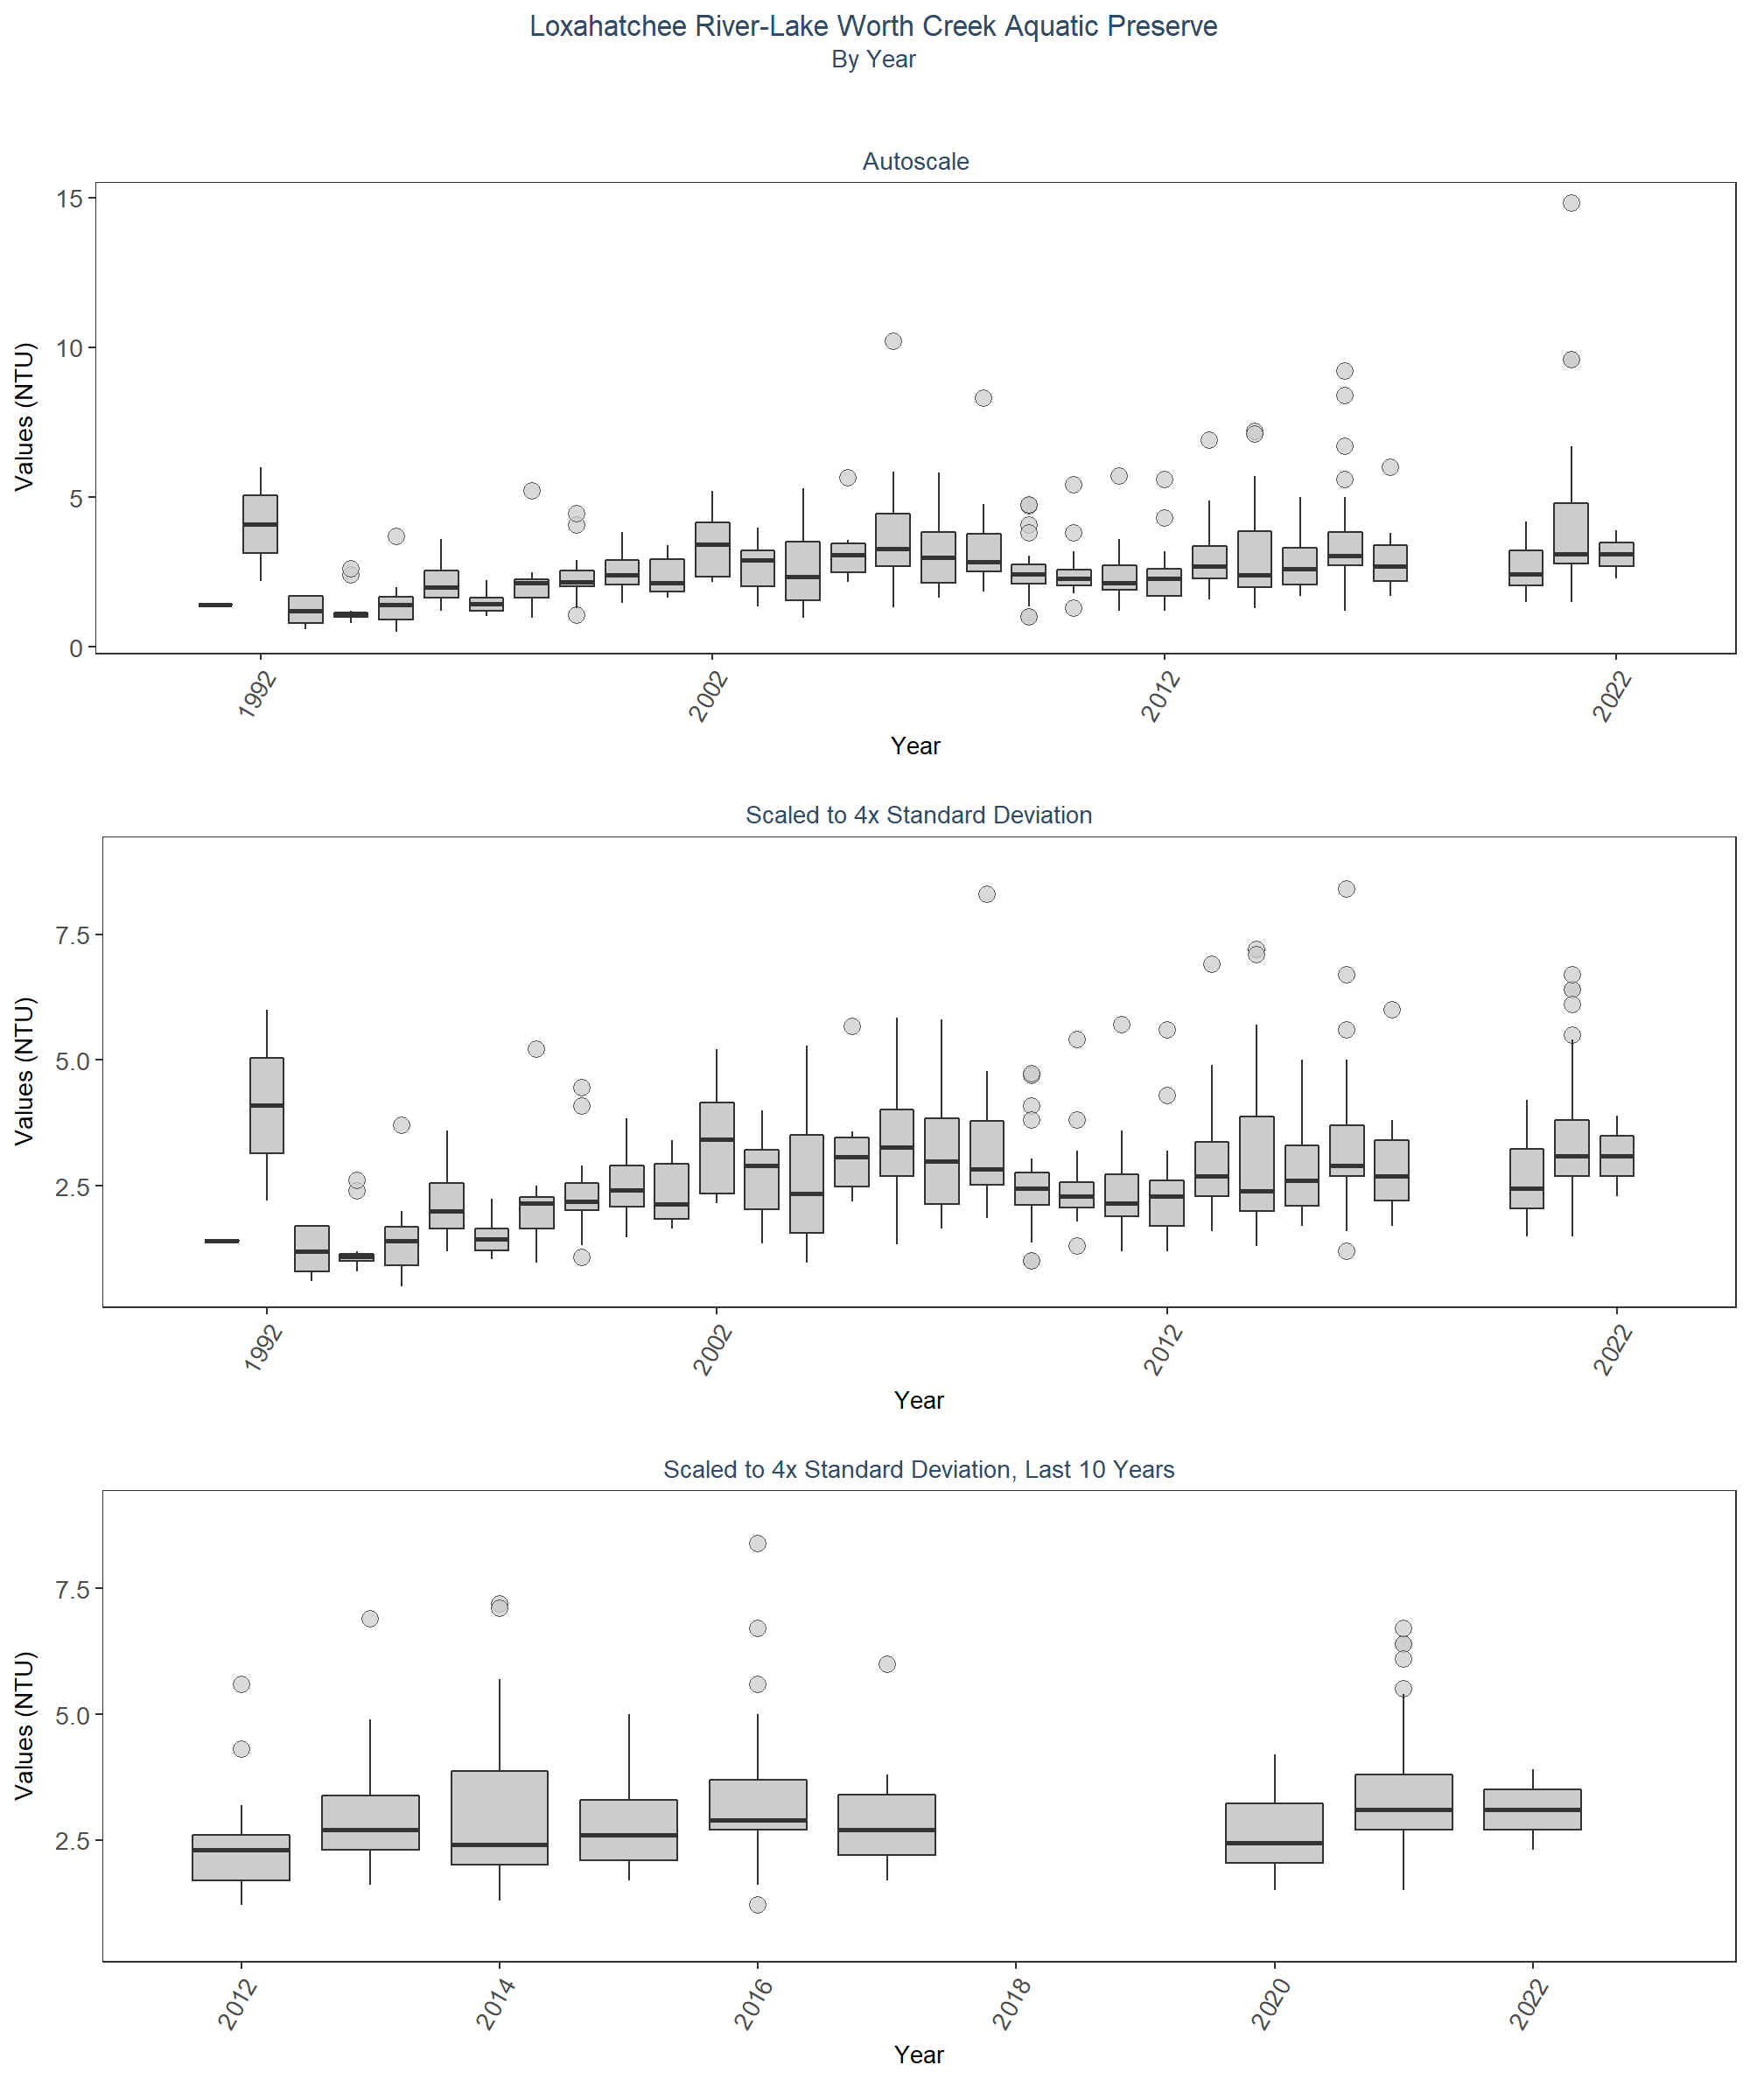 Loxahatchee River-Lake Worth Creek Aquatic Preserve
By Year
Autoscale
Values (NTU)
15
10
5
0
1992
2002
2012
2022
Year
Scaled to 4x Standard Deviation
Values (NTU)
7.5
5.0
2.5
1992
2002
2012
2022
Year
Scaled to 4x Standard Deviation, Last 10 Years
Values (NTU)
7.5
5.0
2.5
2012
2014
2016
2018
2020
2022
Year